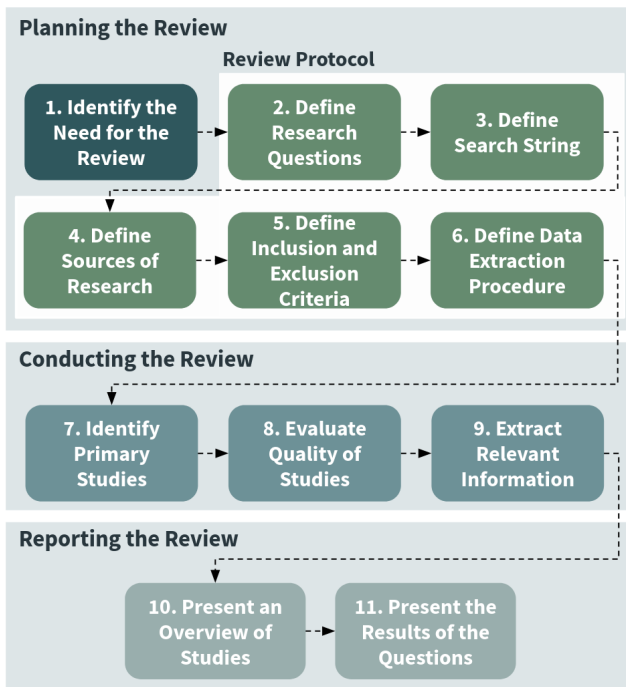 Planning the Review
Review Protocol
1. Identify the
Need for the
Review
2. Define
Research
Questions
3. Define
Search String
4. Define
Sources of
Research
5. Define
Inclusion and
Exclusion
Criteria
6. Define Data
Extraction
Procedure
Conducting the Review
7. Identify
Primary
Studies
8. Evaluate
Quality of
Studies
9. Extract
Relevant
Information
Reporting the Review
10. Present an
Overview of
Studies
11. Present the
Results of the
Questions